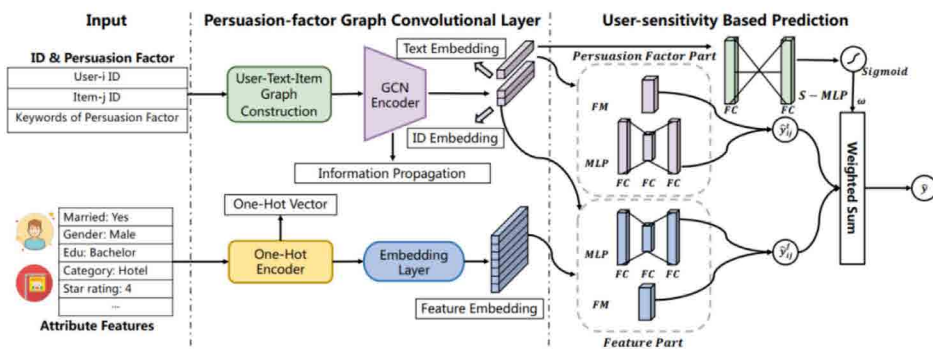 Input
Persuasion-factor Graph Convolutional Layer
User-sensitivity Based Prediction
ID & Persuasion Factor
User-i ID
Item-j ID
Keywords of Persuasion Factor
User-Text-Item
Graph
Construction
GCN
Encoder
Text Embedding
ID Embedding
Information Propagation
Persuasion Factor Part
FM
MLP
FC FC FC
FC
FC
S − MLP
Sigmoid
ω
ŷᵗᵢⱼ
Weighted Sum
ŷ
Married: Yes
Gender: Male
Edu: Bachelor
Category: Hotel
Star rating: 4
...
Attribute Features
One-Hot Vector
One-Hot
Encoder
Embedding
Layer
Feature Embedding
MLP
FC FC FC
FM
ŷᶠᵢⱼ
Feature Part